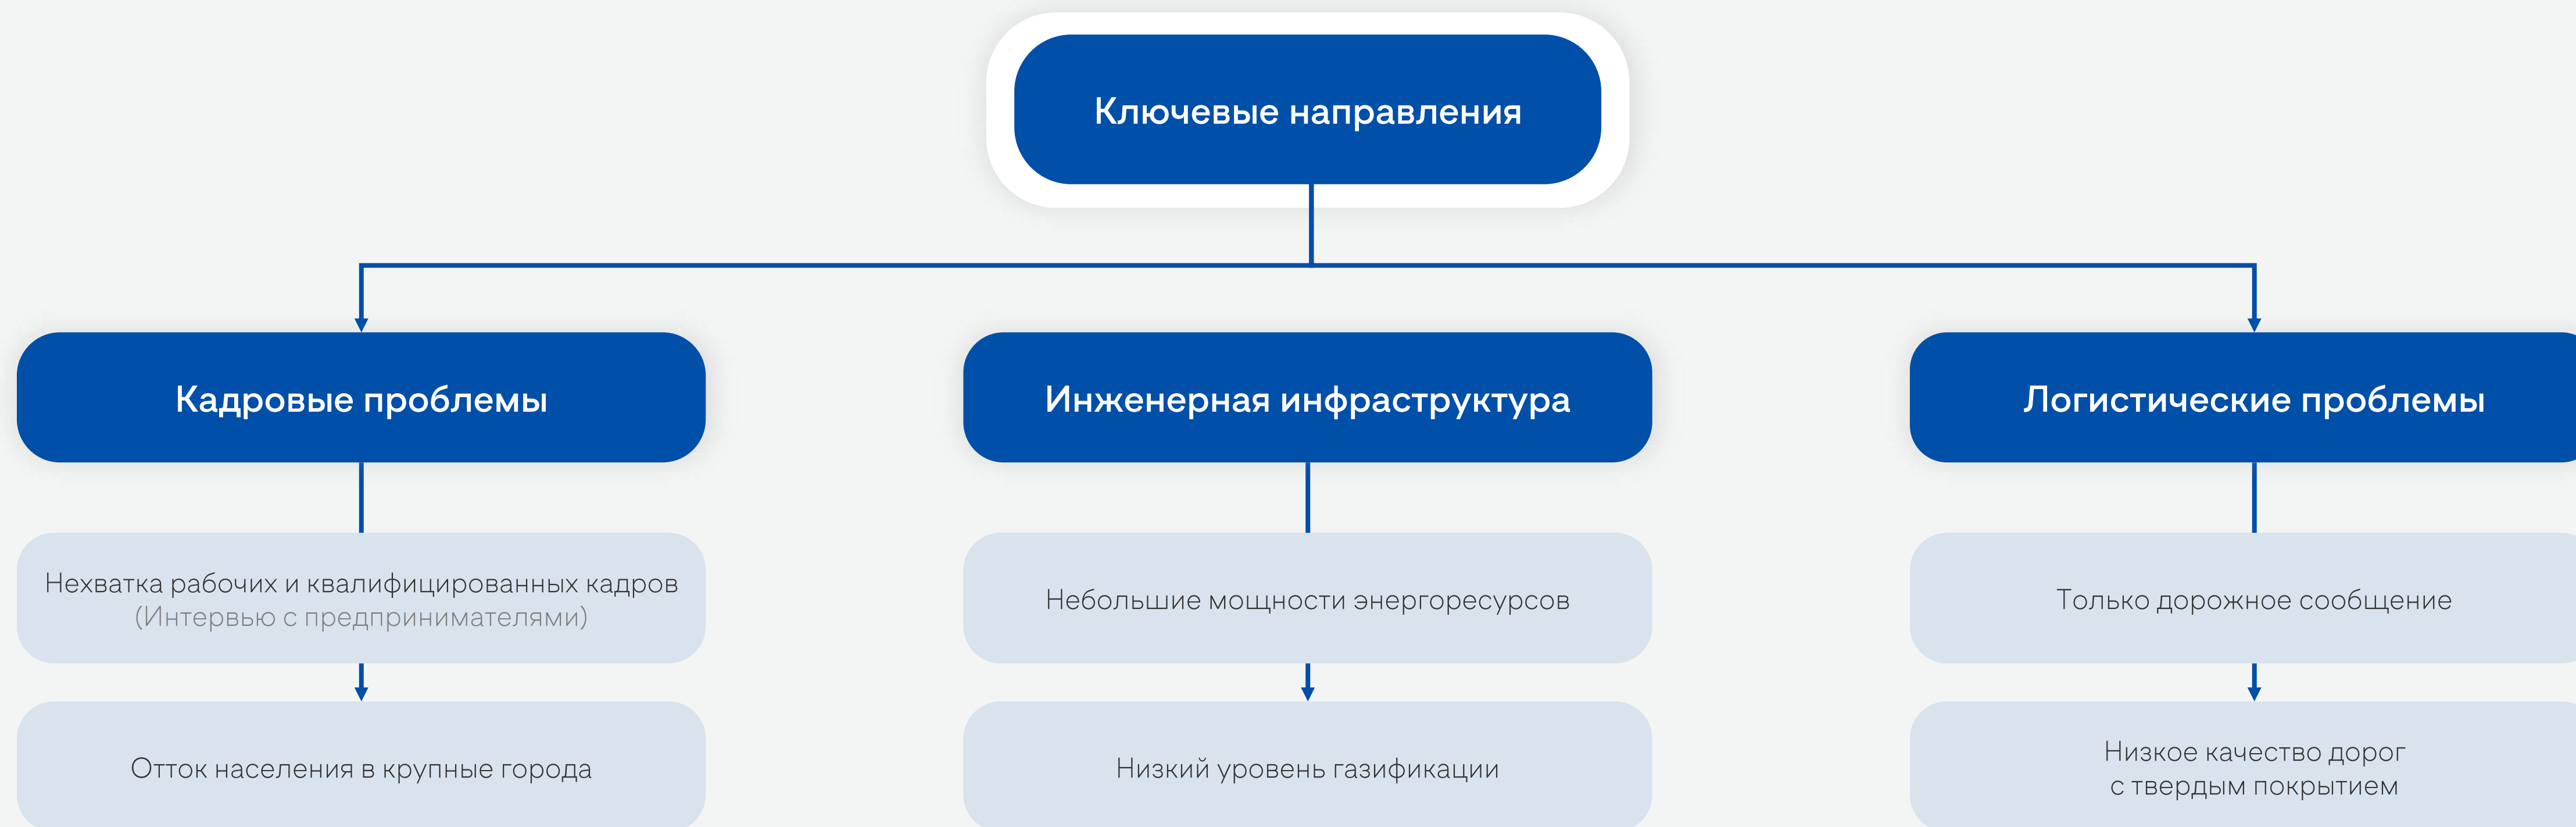 Ключевые направления
Кадровые проблемы
Инженерная инфраструктура
Логистические проблемы
Нехватка рабочих и квалифицированных кадров
(Интервью с предпринимателями)
Небольшие мощности энергоресурсов
Только дорожное сообщение
Отток населения в крупные города
Низкий уровень газификации
Низкое качество дорог
с твердым покрытием